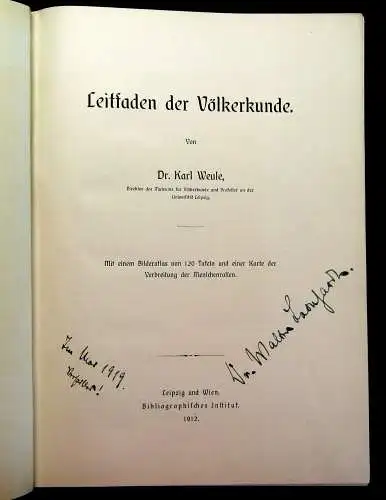 Leitfaden der Völkerkunde.
Von
Dr. Karl Weule,
Direktor des Museums für Völkerkunde und Professor an der
Universität Leipzig.
Mit einem Bilderatlas von 120 Tafeln und einer Karte der
Verbreitung der Menschenrassen.
Im Mai 1919.
Dr. Walter
Leipzig und Wien.
Bibliographisches Institut.
1912.